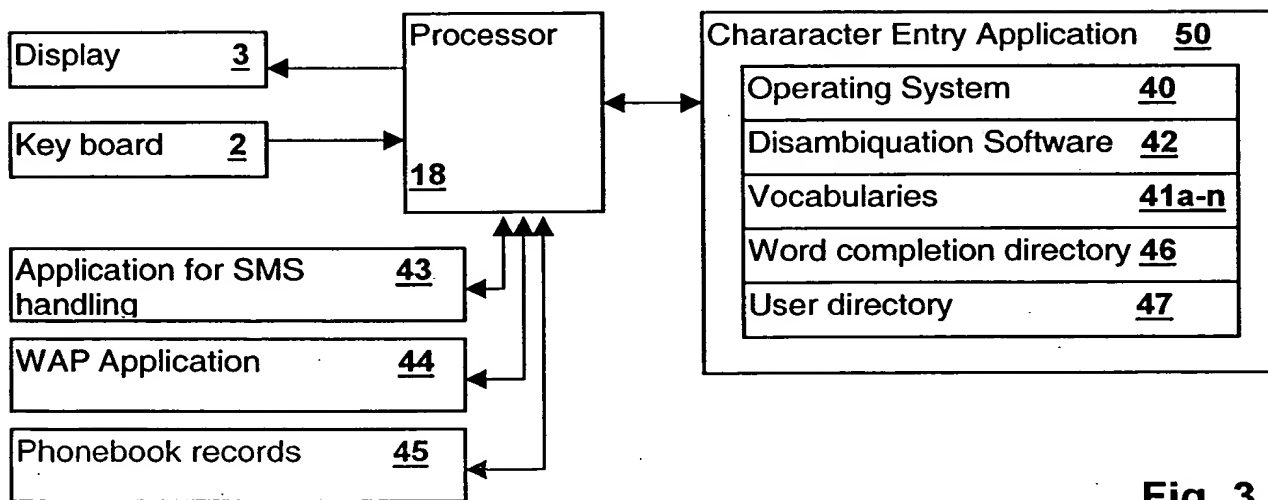 Display 3
Key board 2
Processor
18
Application for SMS 43
handling
WAP Application 44
Phonebook records 45
Chararacter Entry Application 50
Operating System 40
Disambiquation Software 42
Vocabularies 41a-n
Word completion directory 46
User directory 47
Fig. 3